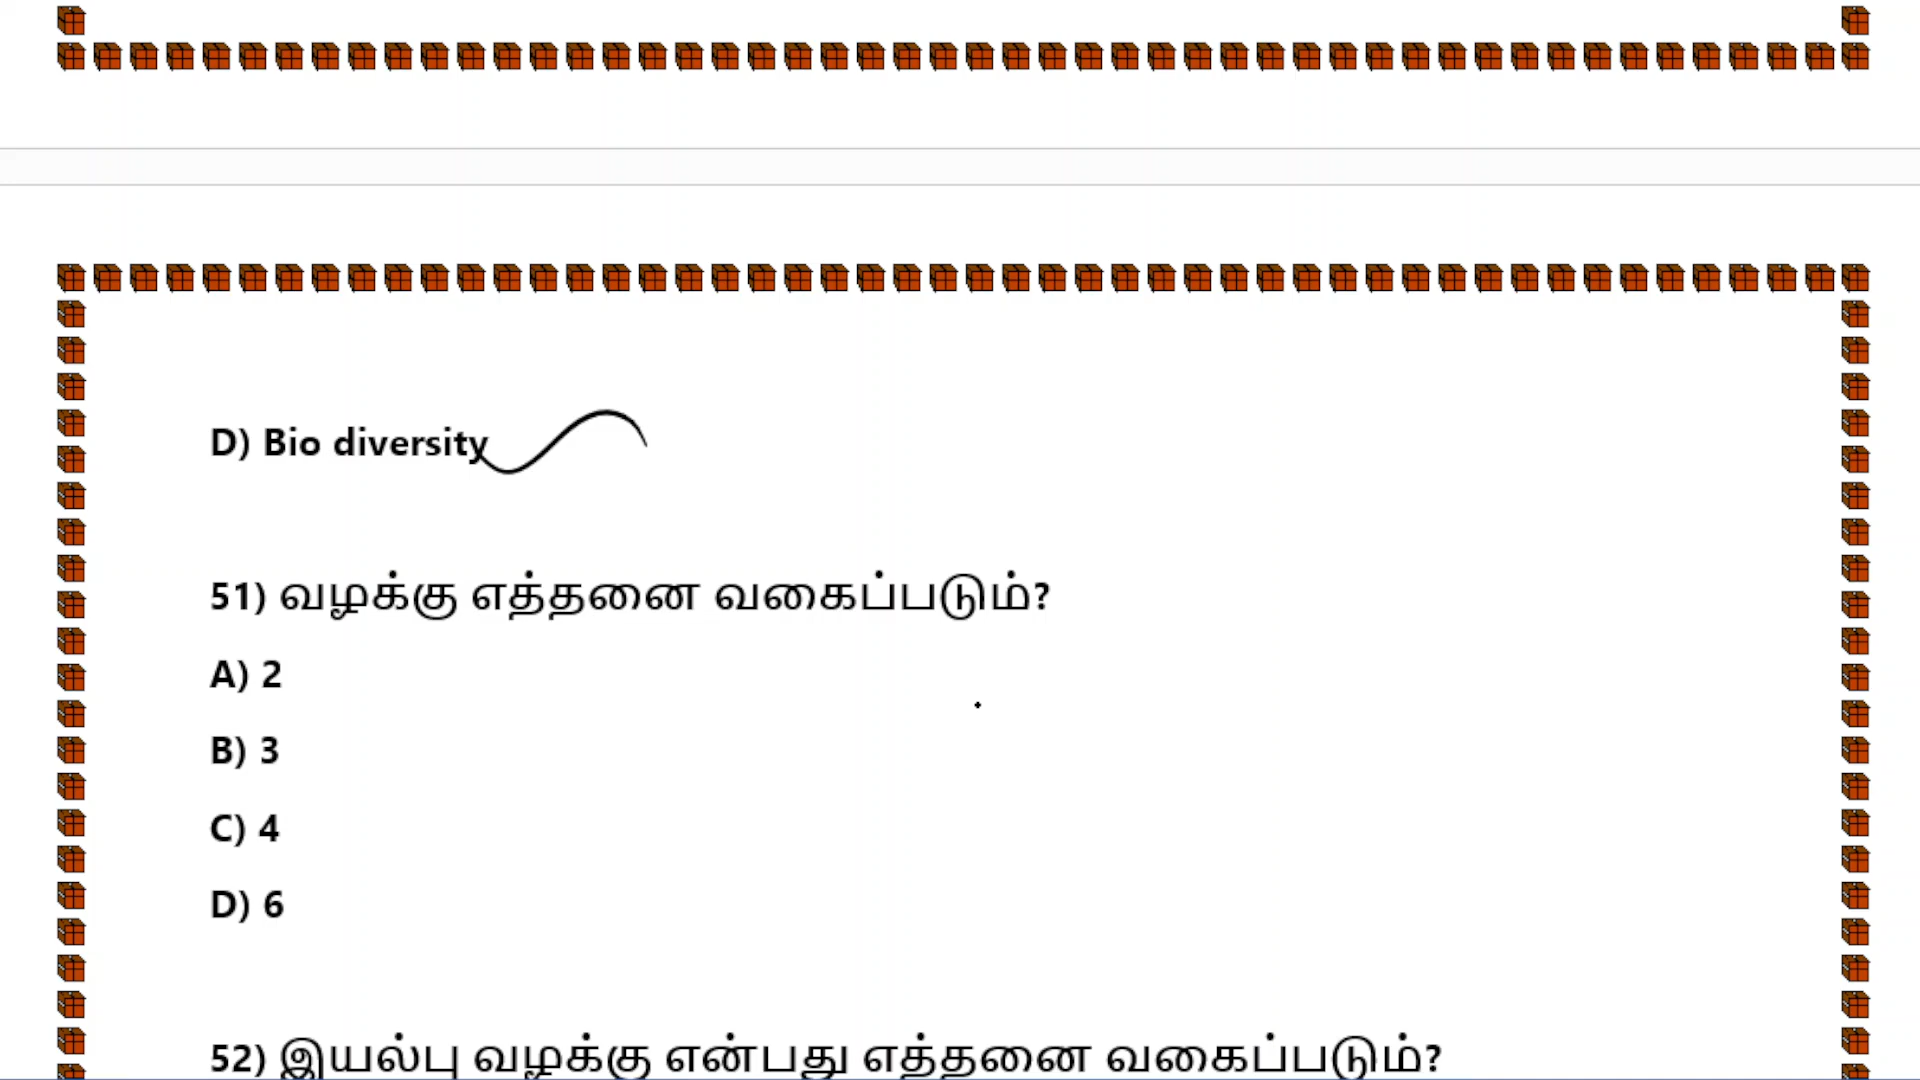 D) Bio diversity
51) வழக்கு எத்தனை வகைப்படும்?
A) 2
B) 3
C) 4
D) 6
52) இயல்பு வழக்கு என்பது எத்தனை வகைப்படும்?